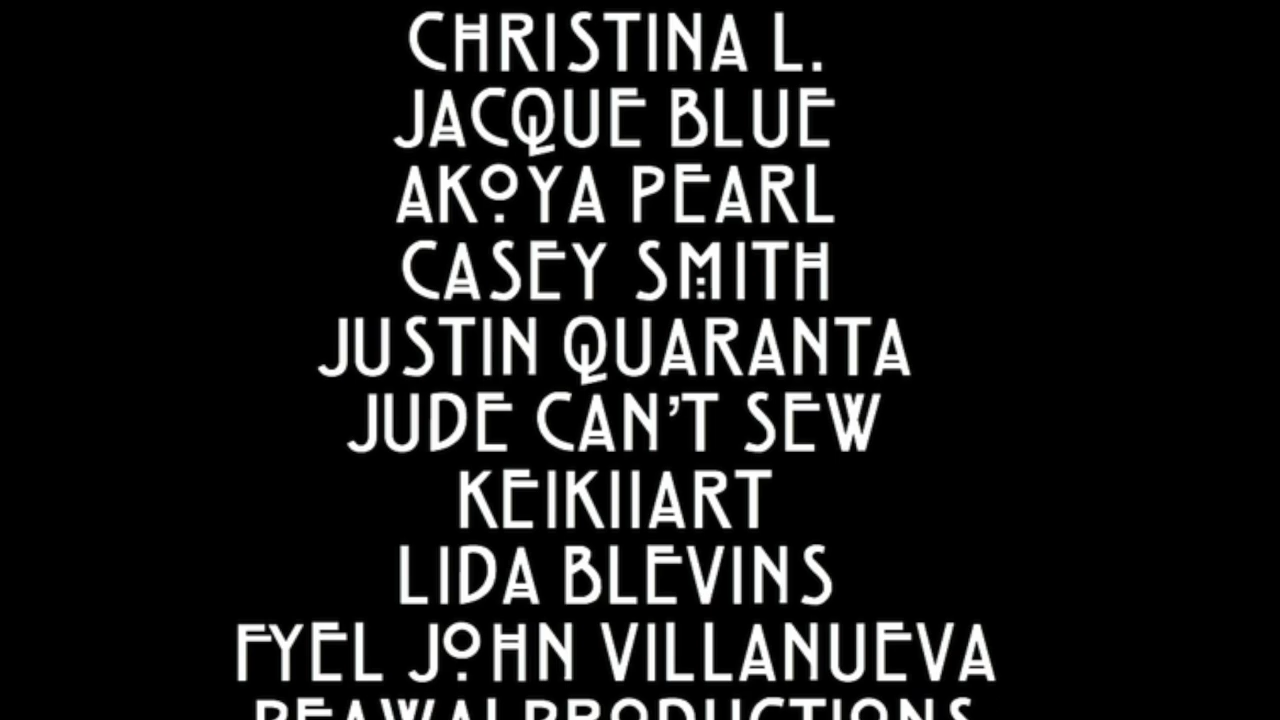 CHRISTINA L.
JACQUE BLUE
AKOYA PEARL
CASEY SMITH
JUSTIN QUARANTA
JUDE CAN'T SEW
KEIKIIART
LIDA BLEVINS
FYEL JOHN VILLANUEVA